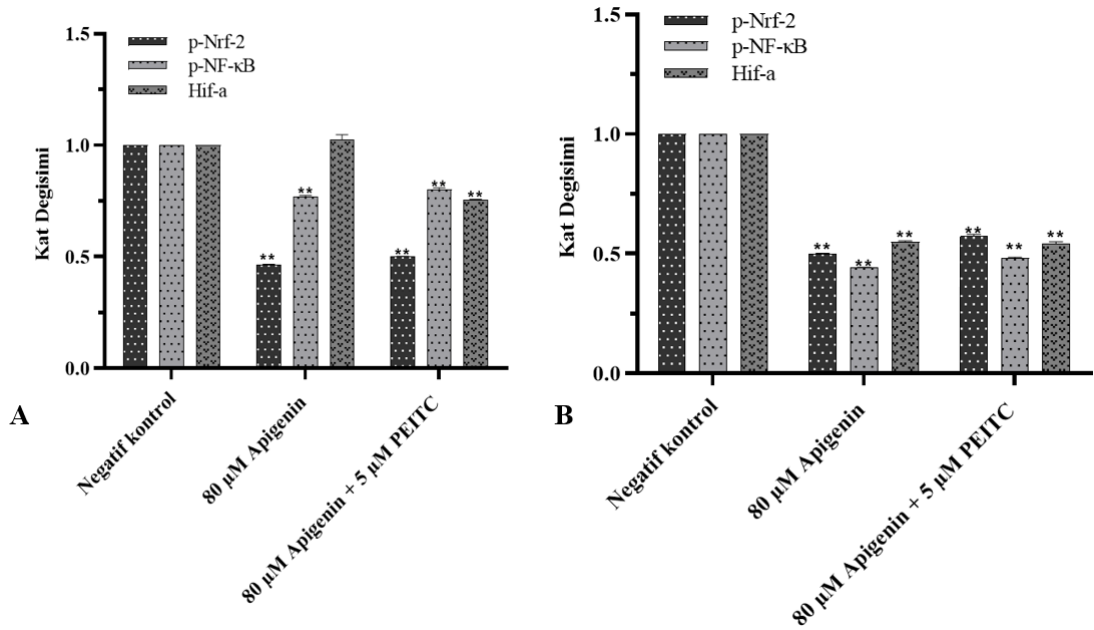 1.5
p-Nrf-2
p-NF-κB
Hif-a
1.0
**
**
**
**
**
0.5
0.0
Kat Degisimi
Negatif kontrol
80 μM Apigenin
80 μM Apigenin + 5 μM PEITC
A
1.5
p-Nrf-2
p-NF-κB
Hif-a
1.0
**
**
**
**
**
**
0.5
0.0
Kat Degisimi
Negatif kontrol
80 μM Apigenin
80 μM Apigenin + 5 μM PEITC
B